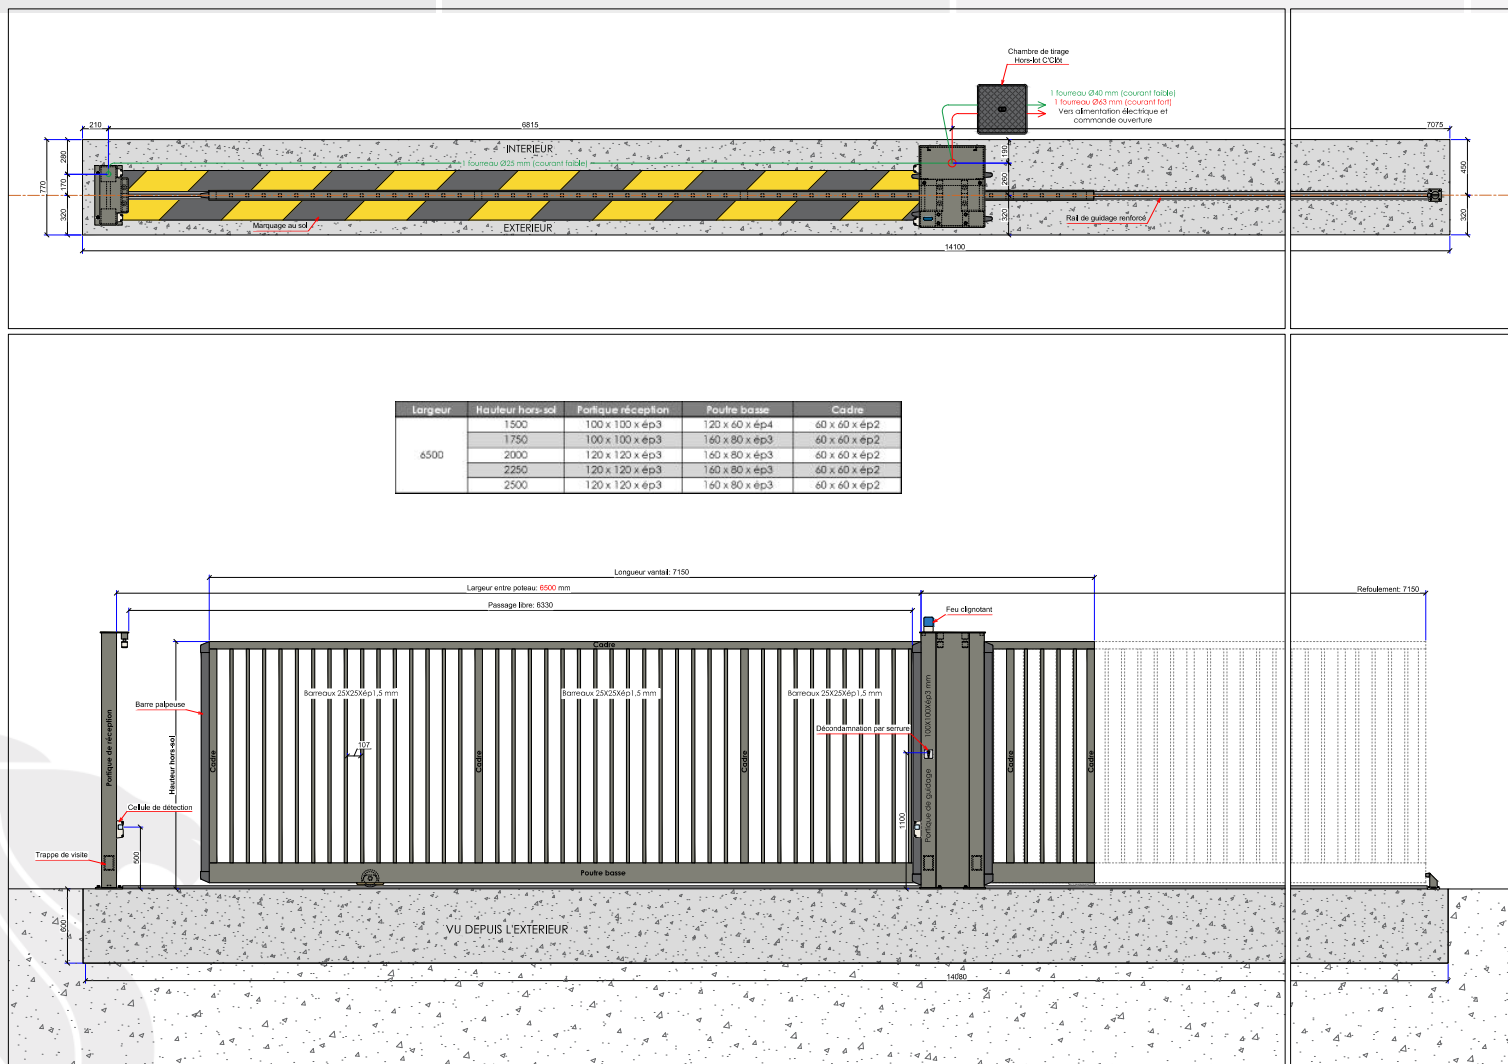 Chambre de tirage
Hors-lot C'Clôt
1 fourreau Ø40 mm (courant faible)
1 fourreau Ø63 mm (courant fort)
Vers alimentation électrique et
commande ouverture
210
6815
7075
770
280
170
320
INTERIEUR
1 fourreau Ø25 mm (courant faible)
EXTERIEUR
Marquage au sol
190
260
320
Rail de guidage renforcé
450
320
14100
Largeur Hauteur hors-sol Portique réception Poutre basse Cadre
6500
1500 100 x 100 x ép3 120 x 60 x ép4 60 x 60 x ép2
1750 100 x 100 x ép3 160 x 80 x ép3 60 x 60 x ép2
2000 120 x 120 x ép3 160 x 80 x ép3 60 x 60 x ép2
2250 120 x 120 x ép3 160 x 80 x ép3 60 x 60 x ép2
2500 120 x 120 x ép3 160 x 80 x ép3 60 x 60 x ép2
Longueur vantail: 7150
Largeur entre poteau: 6500 mm
Refoulement: 7150
Passage libre: 6330
Feu clignotant
Cadre
Barreaux 25X25Xép1,5 mm
Barreaux 25X25Xép1,5 mm
Barreaux 25X25Xép1,5 mm
Barre palpeuse
Décondamnation par serrure
107
Portique de réception
Hauteur hors-sol
Cadre
Cadre
Cadre
100X100Xép3 mm
Portique de guidage
Cadre
Cadre
Cellule de détection
1100
500
Trappe de visite
Poutre basse
600
VU DEPUIS L'EXTERIEUR
14080